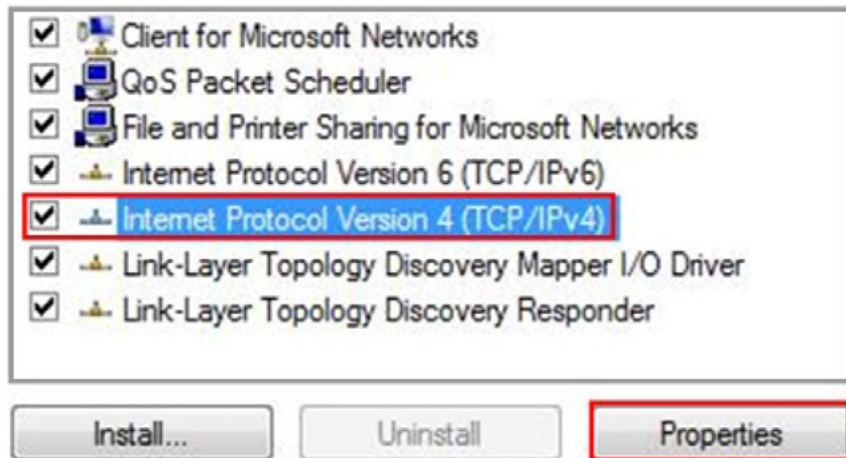 Client for Microsoft Networks
QoS Packet Scheduler
File and Printer Sharing for Microsoft Networks
Internet Protocol Version 6 (TCP/IPv6)
Internet Protocol Version 4 (TCP/IPv4)
Link-Layer Topology Discovery Mapper I/O Driver
Link-Layer Topology Discovery Responder
Install... Uninstall Properties